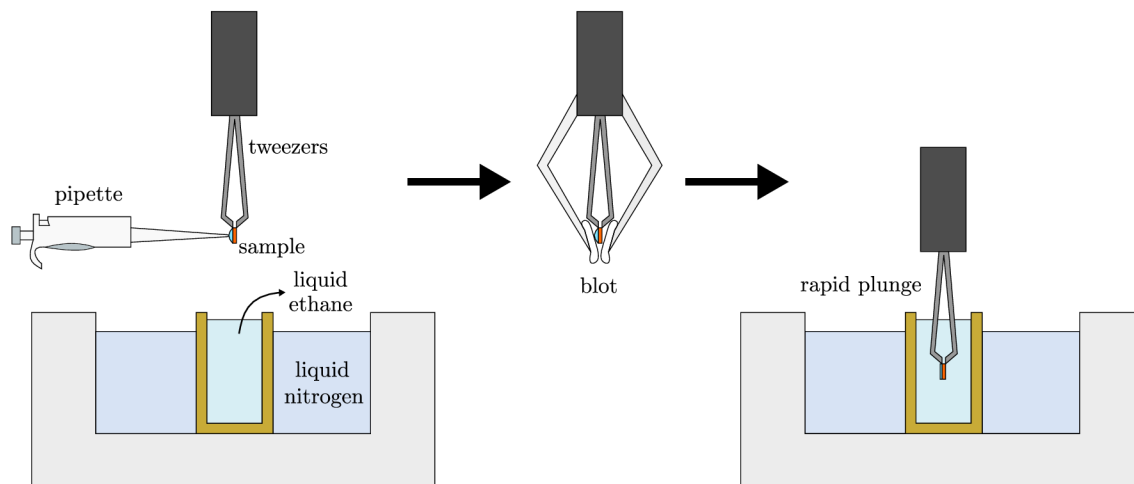 tweezers
pipette
sample
liquid
ethane
liquid
nitrogen
blot
rapid plunge